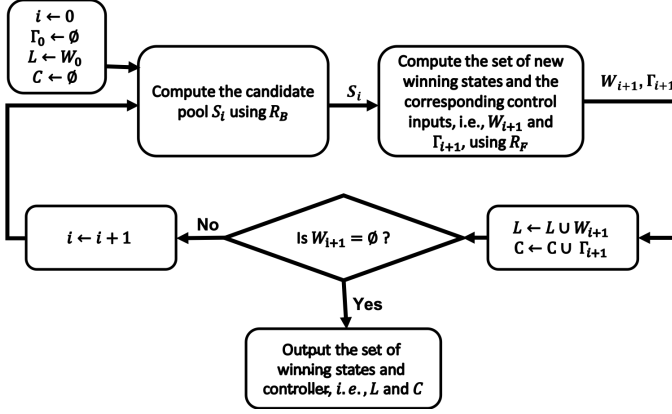 i ← 0
Γ₀ ← ∅
L ← W₀
C ← ∅
Compute the candidate
pool Sᵢ using R_B
Sᵢ
Compute the set of new
winning states and the
corresponding control
inputs, i.e., Wᵢ₊₁ and
Γᵢ₊₁, using R_F
Wᵢ₊₁, Γᵢ₊₁
i ← i + 1
No
Is Wᵢ₊₁ = ∅ ?
L ← L ∪ Wᵢ₊₁
C ← C ∪ Γᵢ₊₁
Yes
Output the set of
winning states and
controller, i.e., L and C